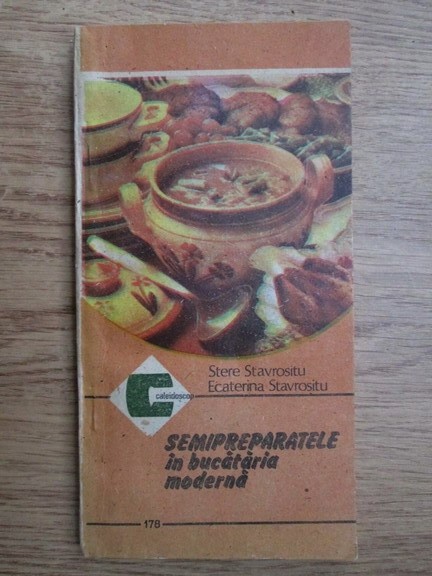 Stere Stavrositu
Ecaterina Stavrositu
caleidoscop
SEMIPREPARATELE
în bucătăria
modernă
178